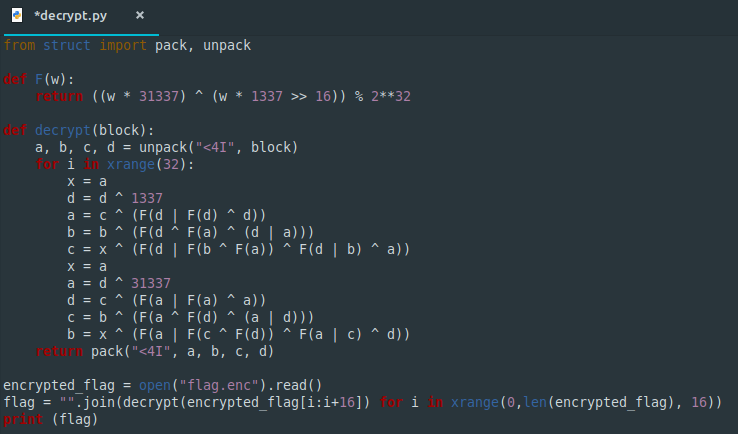 *decrypt.py ×
from struct import pack, unpack
def F(w):
    return ((w * 31337) ^ (w * 1337 >> 16)) % 2**32
def decrypt(block):
    a, b, c, d = unpack("<4I", block)
    for i in xrange(32):
        x = a
        d = d ^ 1337
        a = c ^ (F(d | F(d) ^ d))
        b = b ^ (F(d ^ F(a) ^ (d | a)))
        c = x ^ (F(d | F(b ^ F(a)) ^ F(d | b) ^ a))
        x = a
        a = d ^ 31337
        d = c ^ (F(a | F(a) ^ a))
        c = b ^ (F(a ^ F(d) ^ (a | d)))
        b = x ^ (F(a | F(c ^ F(d)) ^ F(a | c) ^ d))
    return pack("<4I", a, b, c, d)
encrypted_flag = open("flag.enc").read()
flag = "".join(decrypt(encrypted_flag[i:i+16]) for i in xrange(0,len(encrypted_flag), 16))
print (flag)